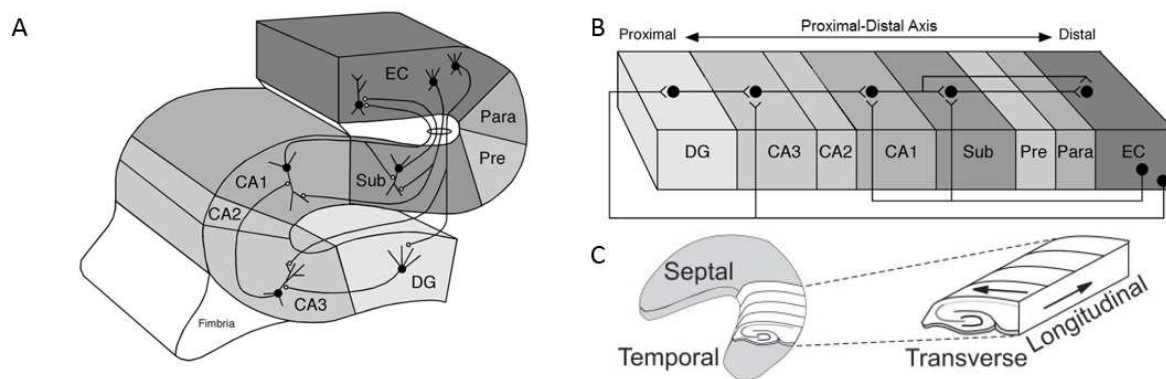 A
EC
Para
Pre
Sub
CA1
CA2
CA3
DG
Fimbria
B
Proximal-Distal Axis
Proximal
Distal
DG
CA3
CA2
CA1
Sub
Pre
Para
EC
C
Septal
Temporal
Transverse
Longitudinal